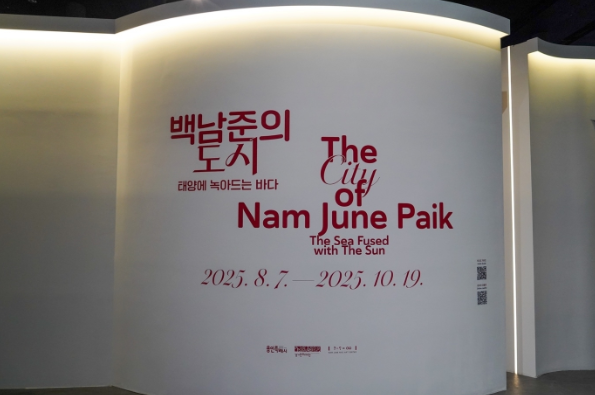 백남준의
도시
태양에 녹아드는 바다
The
City
of
Nam June Paik
The Sea Fused
with The Sun
2025. 8. 7. — 2025. 10. 19.